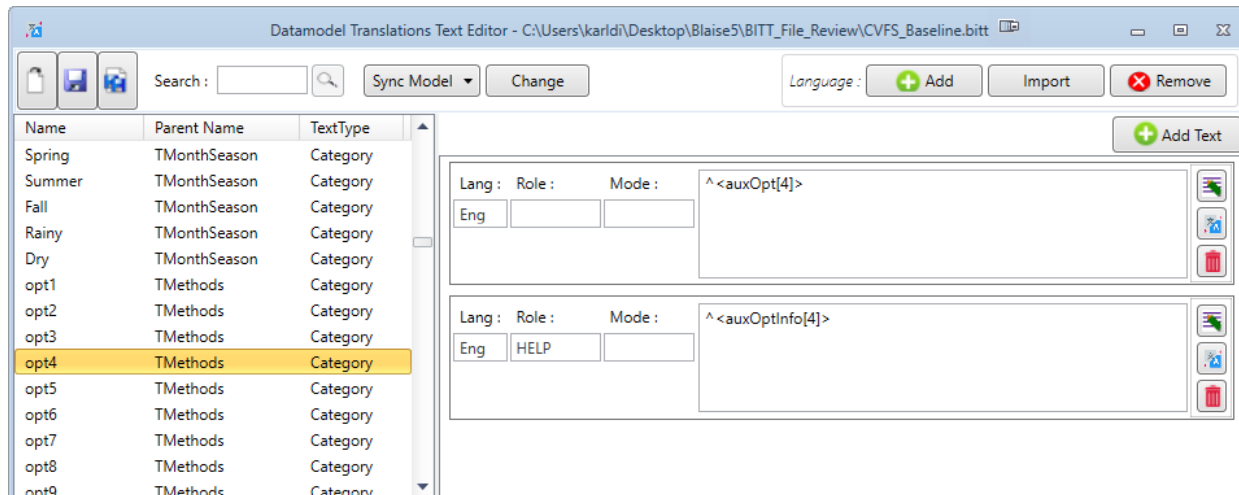 Datamodel Translations Text Editor - C:\Users\karldi\Desktop\Blaise5\BITT_File_Review\CVFS_Baseline.bitt
Search : Sync Model Change Language : Add Import Remove
Name Parent Name TextType
Add Text
Spring TMonthSeason Category
Summer TMonthSeason Category
Fall TMonthSeason Category
Rainy TMonthSeason Category
Dry TMonthSeason Category
opt1 TMethods Category
opt2 TMethods Category
opt3 TMethods Category
opt4 TMethods Category
opt5 TMethods Category
opt6 TMethods Category
opt7 TMethods Category
opt8 TMethods Category
opt9 TMethods Category
Lang : Role : Mode : ^<auxOpt[4]>
Eng
Lang : Role : Mode : ^<auxOptInfo[4]>
Eng HELP